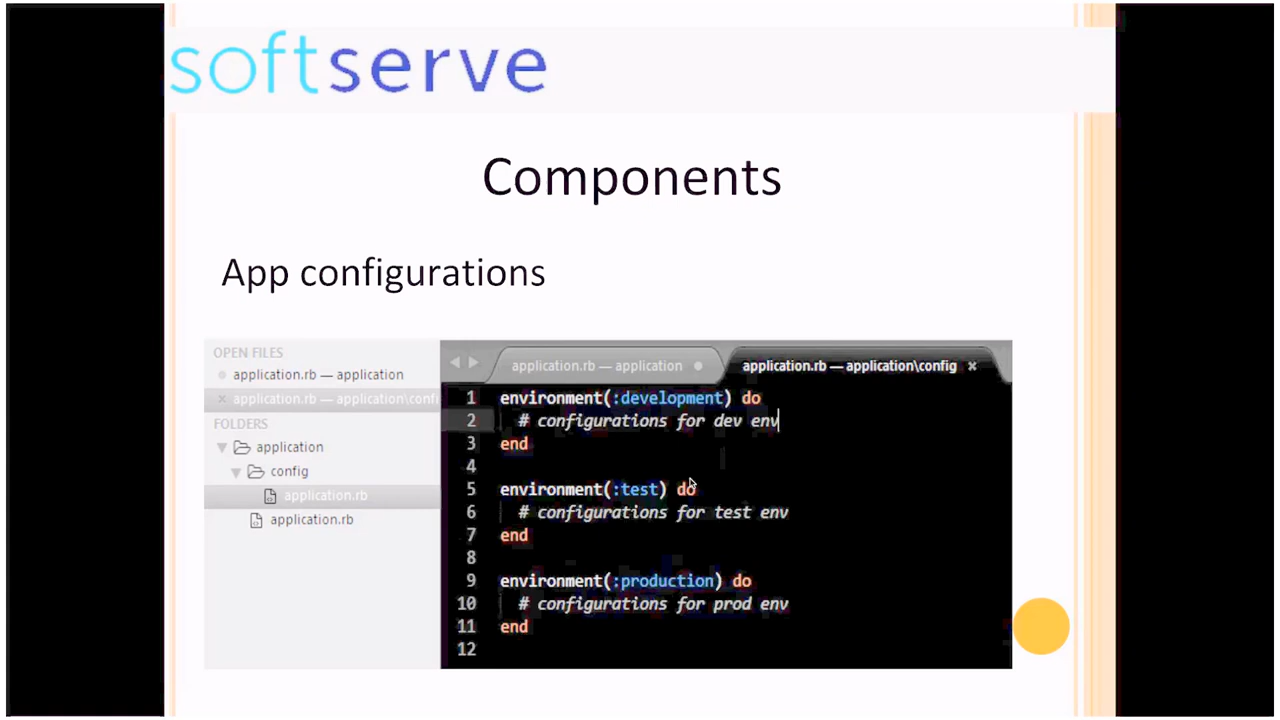 softserve
Components
App configurations
OPEN FILES
application.rb — application
application.rb — application\confi
FOLDERS
application
config
application.rb
application.rb
application.rb — application
application.rb — application\config
1 environment(:development) do
2 # configurations for dev env
3 end
4
5 environment(:test) do
6 # configurations for test env
7 end
8
9 environment(:production) do
10 # configurations for prod env
11 end
12